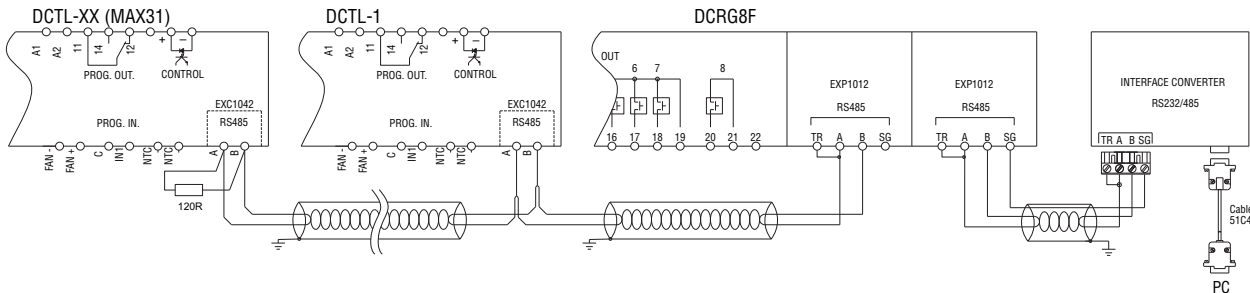 DCTL-XX (MAX31)
DCTL-1
DCRG8F
A1 A2 11 14 12 + –
PROG. OUT.
CONTROL
EXC1042
RS485
PROG. IN.
FAN - FAN + C IN1 NTC NTC A B
120R
A1 A2 11 14 12 + –
PROG. OUT.
CONTROL
EXC1042
RS485
PROG. IN.
FAN - FAN + C IN1 NTC NTC A B
OUT
6 7 8
16 17 18 19 20 21 22
EXP1012
RS485
TR A B SG
EXP1012
RS485
TR A B SG
INTERFACE CONVERTER
RS232/485
TR A B SG
Cable
51C4
PC